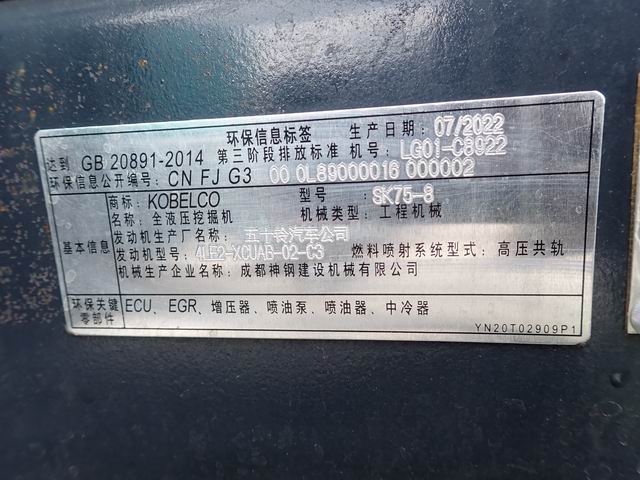 环保信息标签 生产日期: 07/2022
达到 GB 20891-2014 第三阶段排放标准 机号: LG01-C8922
环保信息公开编号: CN FJ G3 00 0L89000016 000002
基本信息
商标: KOBELCO 型号 SK75-8
名称: 全液压挖掘机 机械类型: 工程机械
发动机生产厂商: 五十铃汽车公司
发动机型号: 4LE2-XCUAB-02-C3 燃料喷射系统型式: 高压共轨
机械生产企业名称: 成都神钢建设机械有限公司
环保关键零部件
ECU、EGR、增压器、喷油泵、喷油器、中冷器
YN20T02909P1